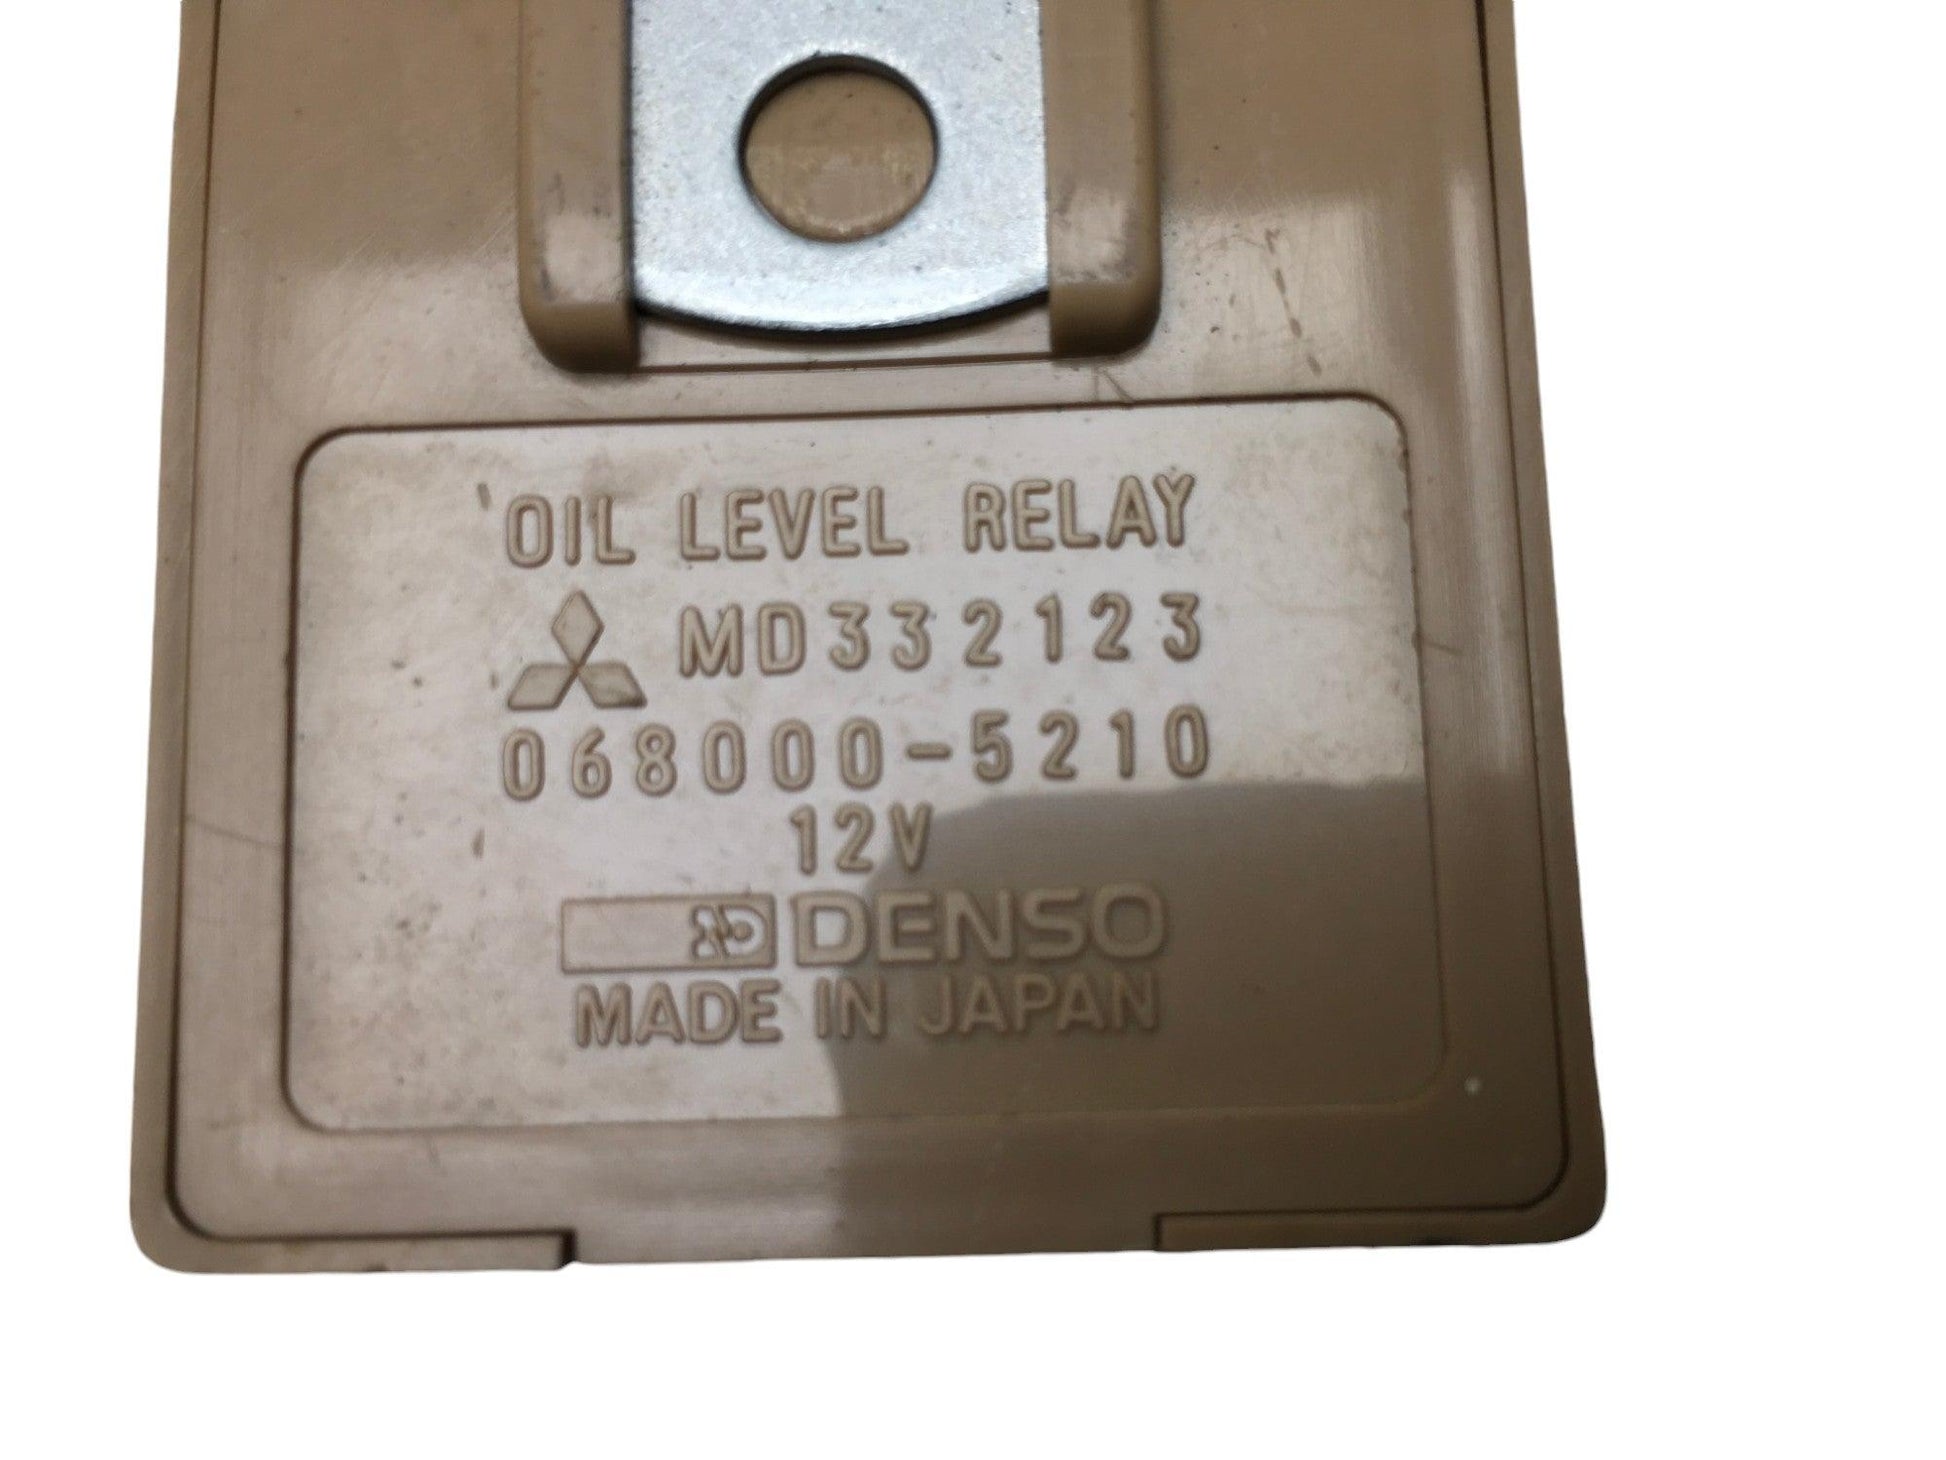 OIL LEVEL RELAY
MD332123
068000-5210
12V
DENSO
MADE IN JAPAN